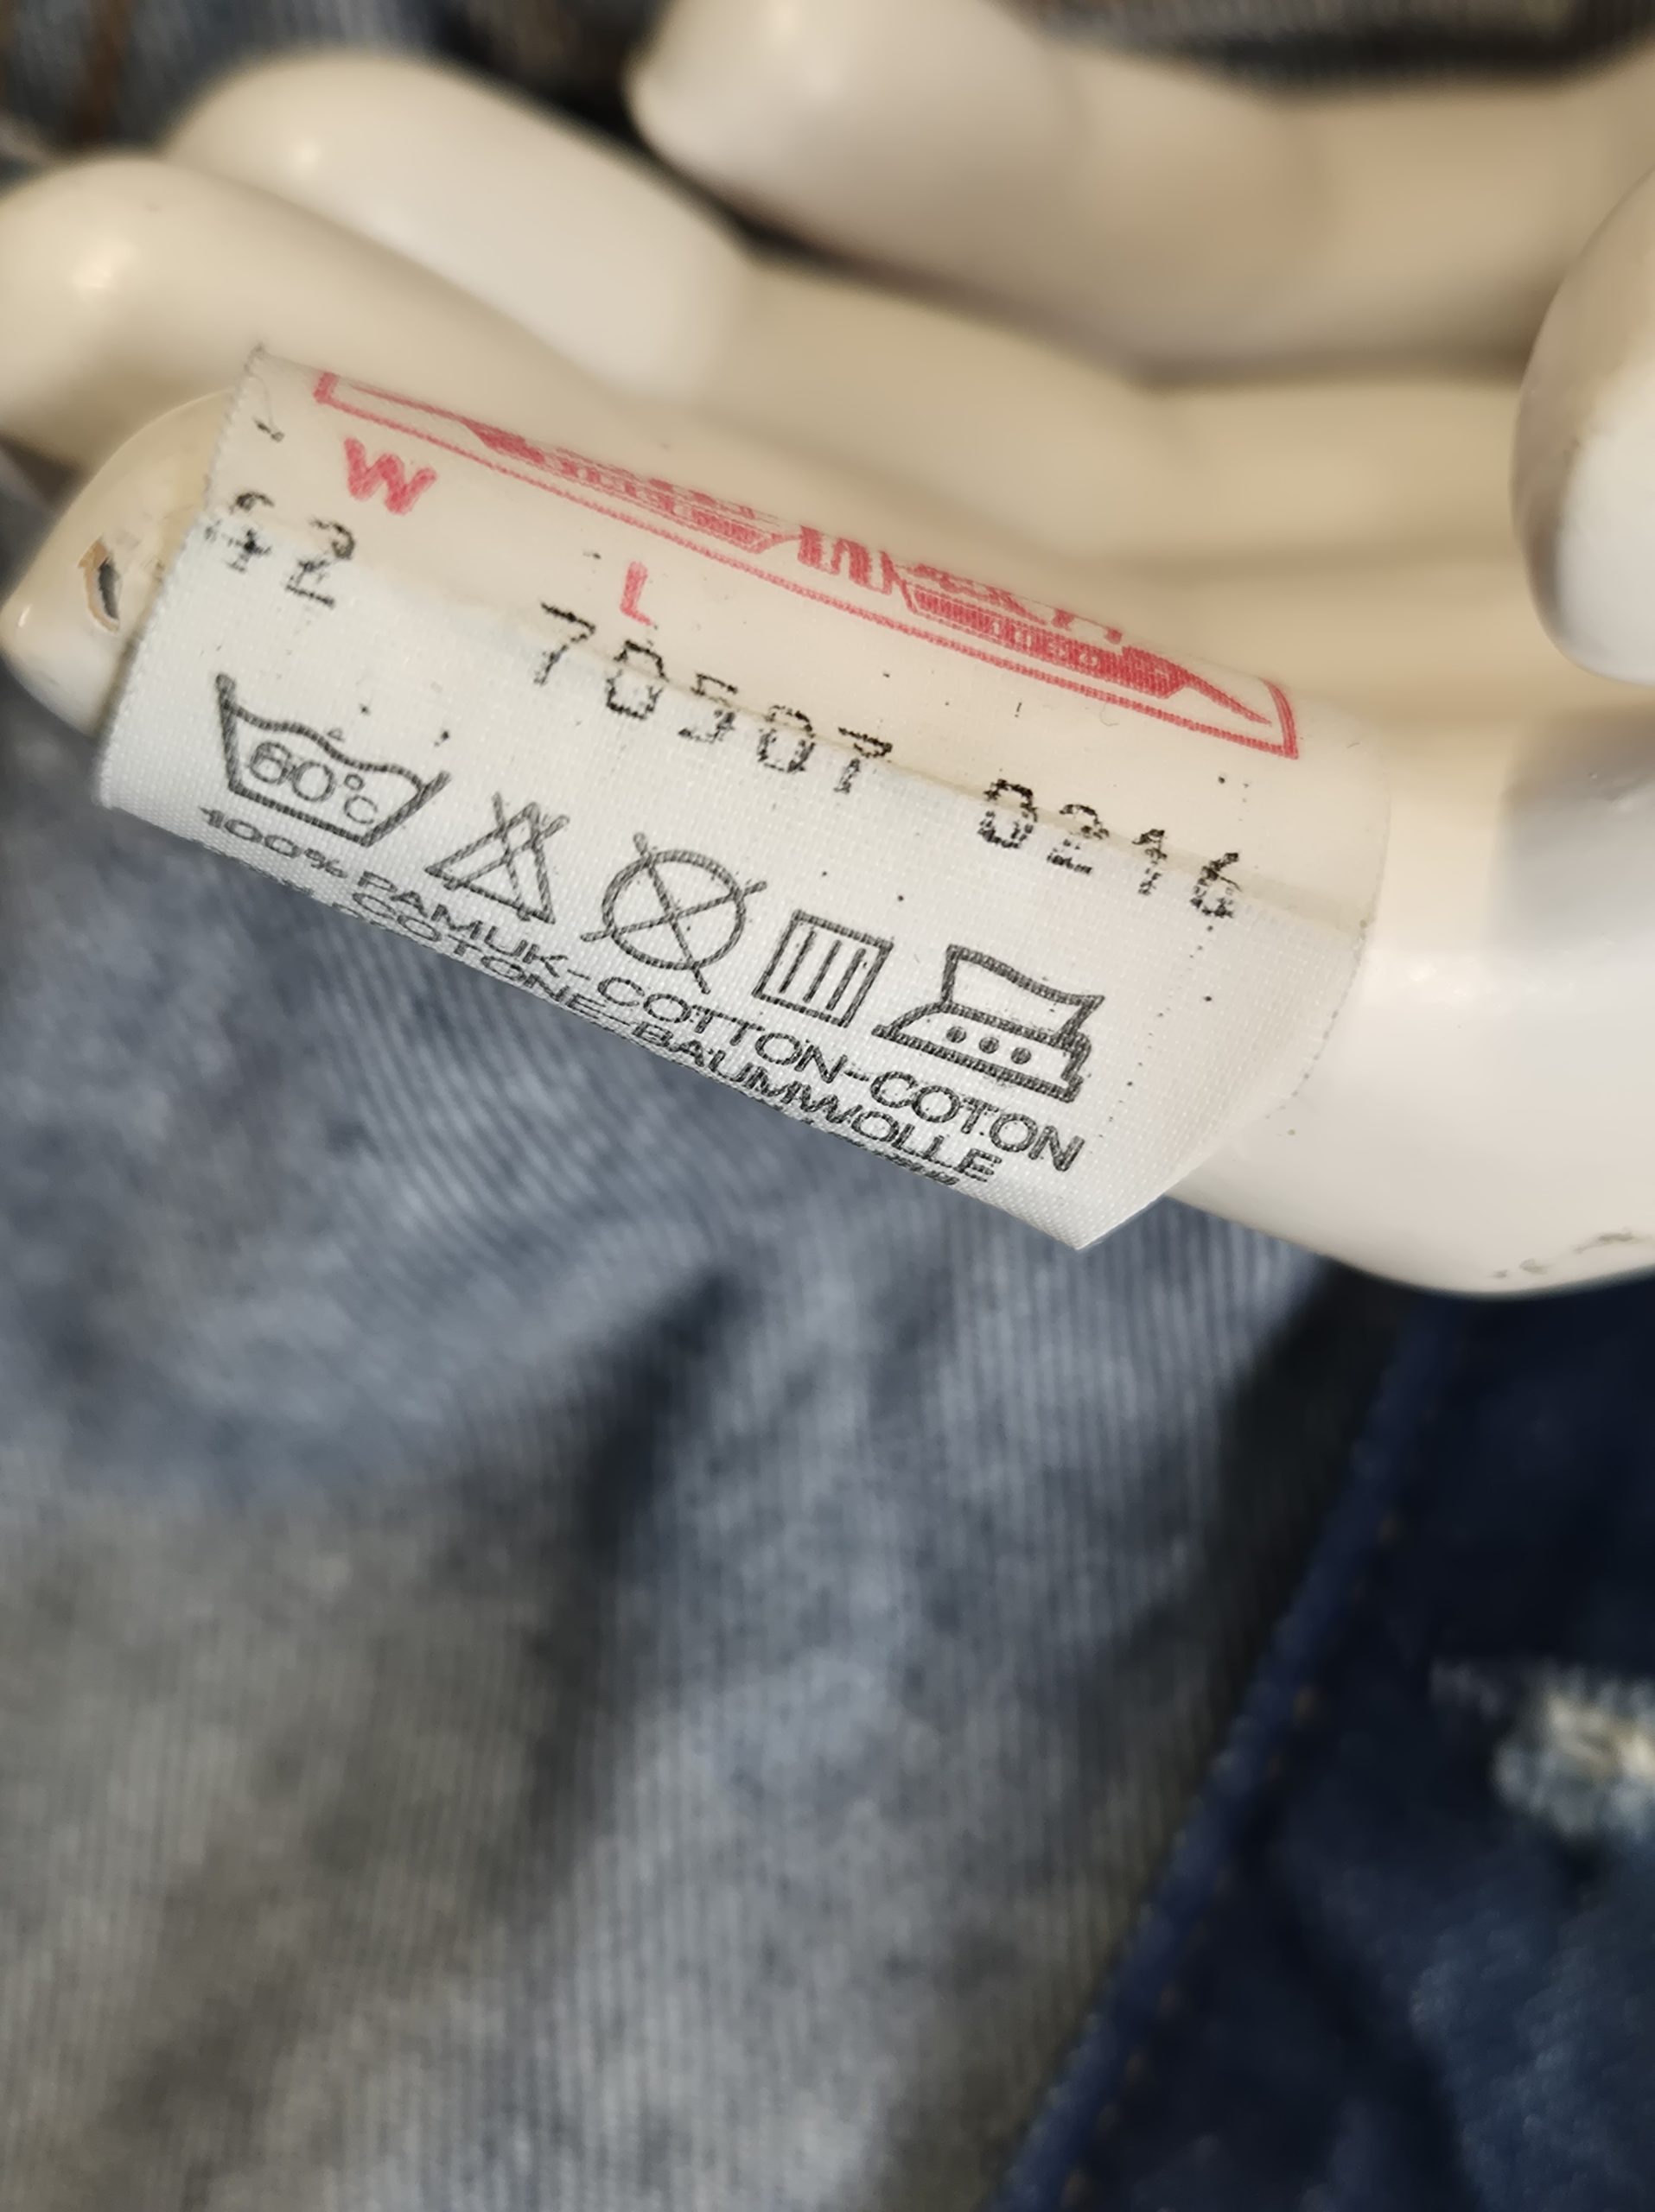 W
L
42
70507 0216
60°C
100% PAMUK-COTTON-COTON
COTONE-BAUMWOLLE